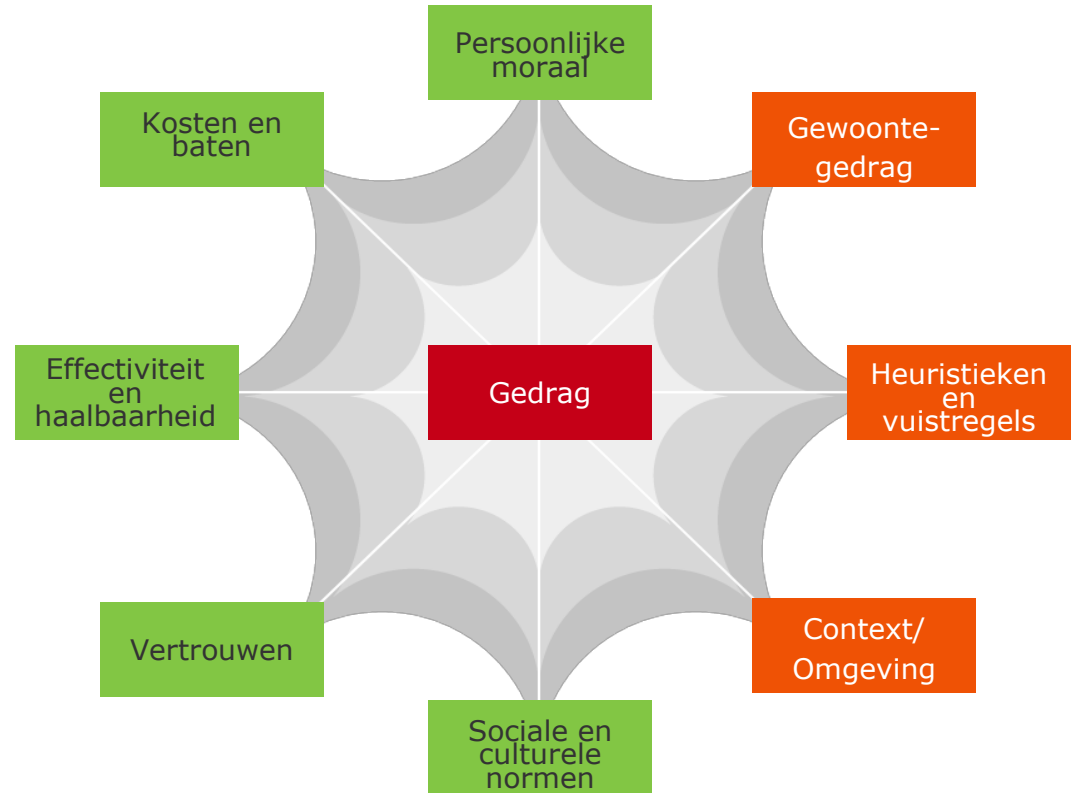 Persoonlijke
moraal
Kosten en
baten
Gewoonte-
gedrag
Effectiviteit
en
haalbaarheid
Gedrag
Heuristieken
en
vuistregels
Vertrouwen
Context/
Omgeving
Sociale en
culturele
normen